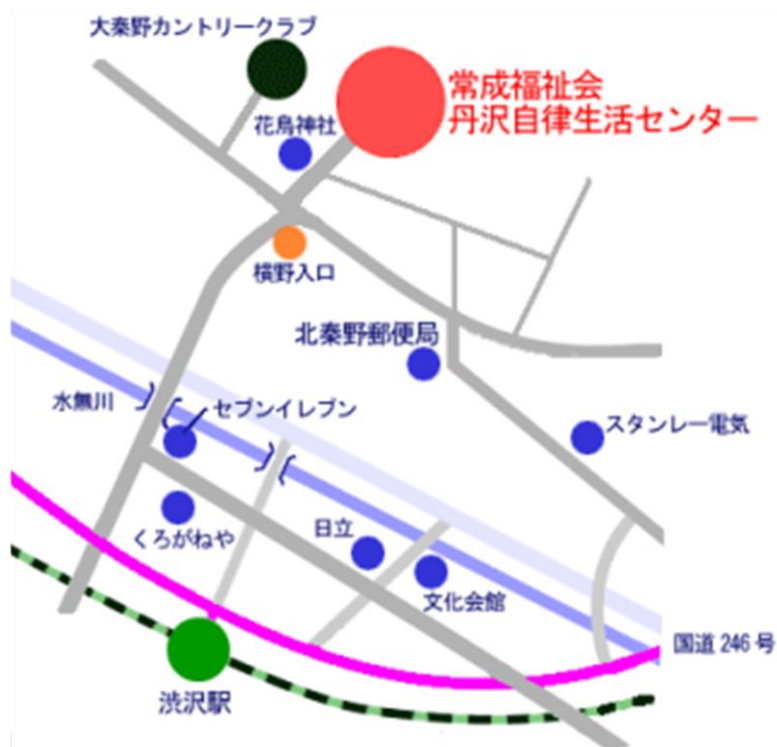 大秦野カントリークラブ
常成福祉会
丹沢自律生活センター
花鳥神社
横野入口
北秦野郵便局
水無川
セブンイレブン
スタンレー電気
くろがねや
日立
文化会館
国道246号
渋沢駅